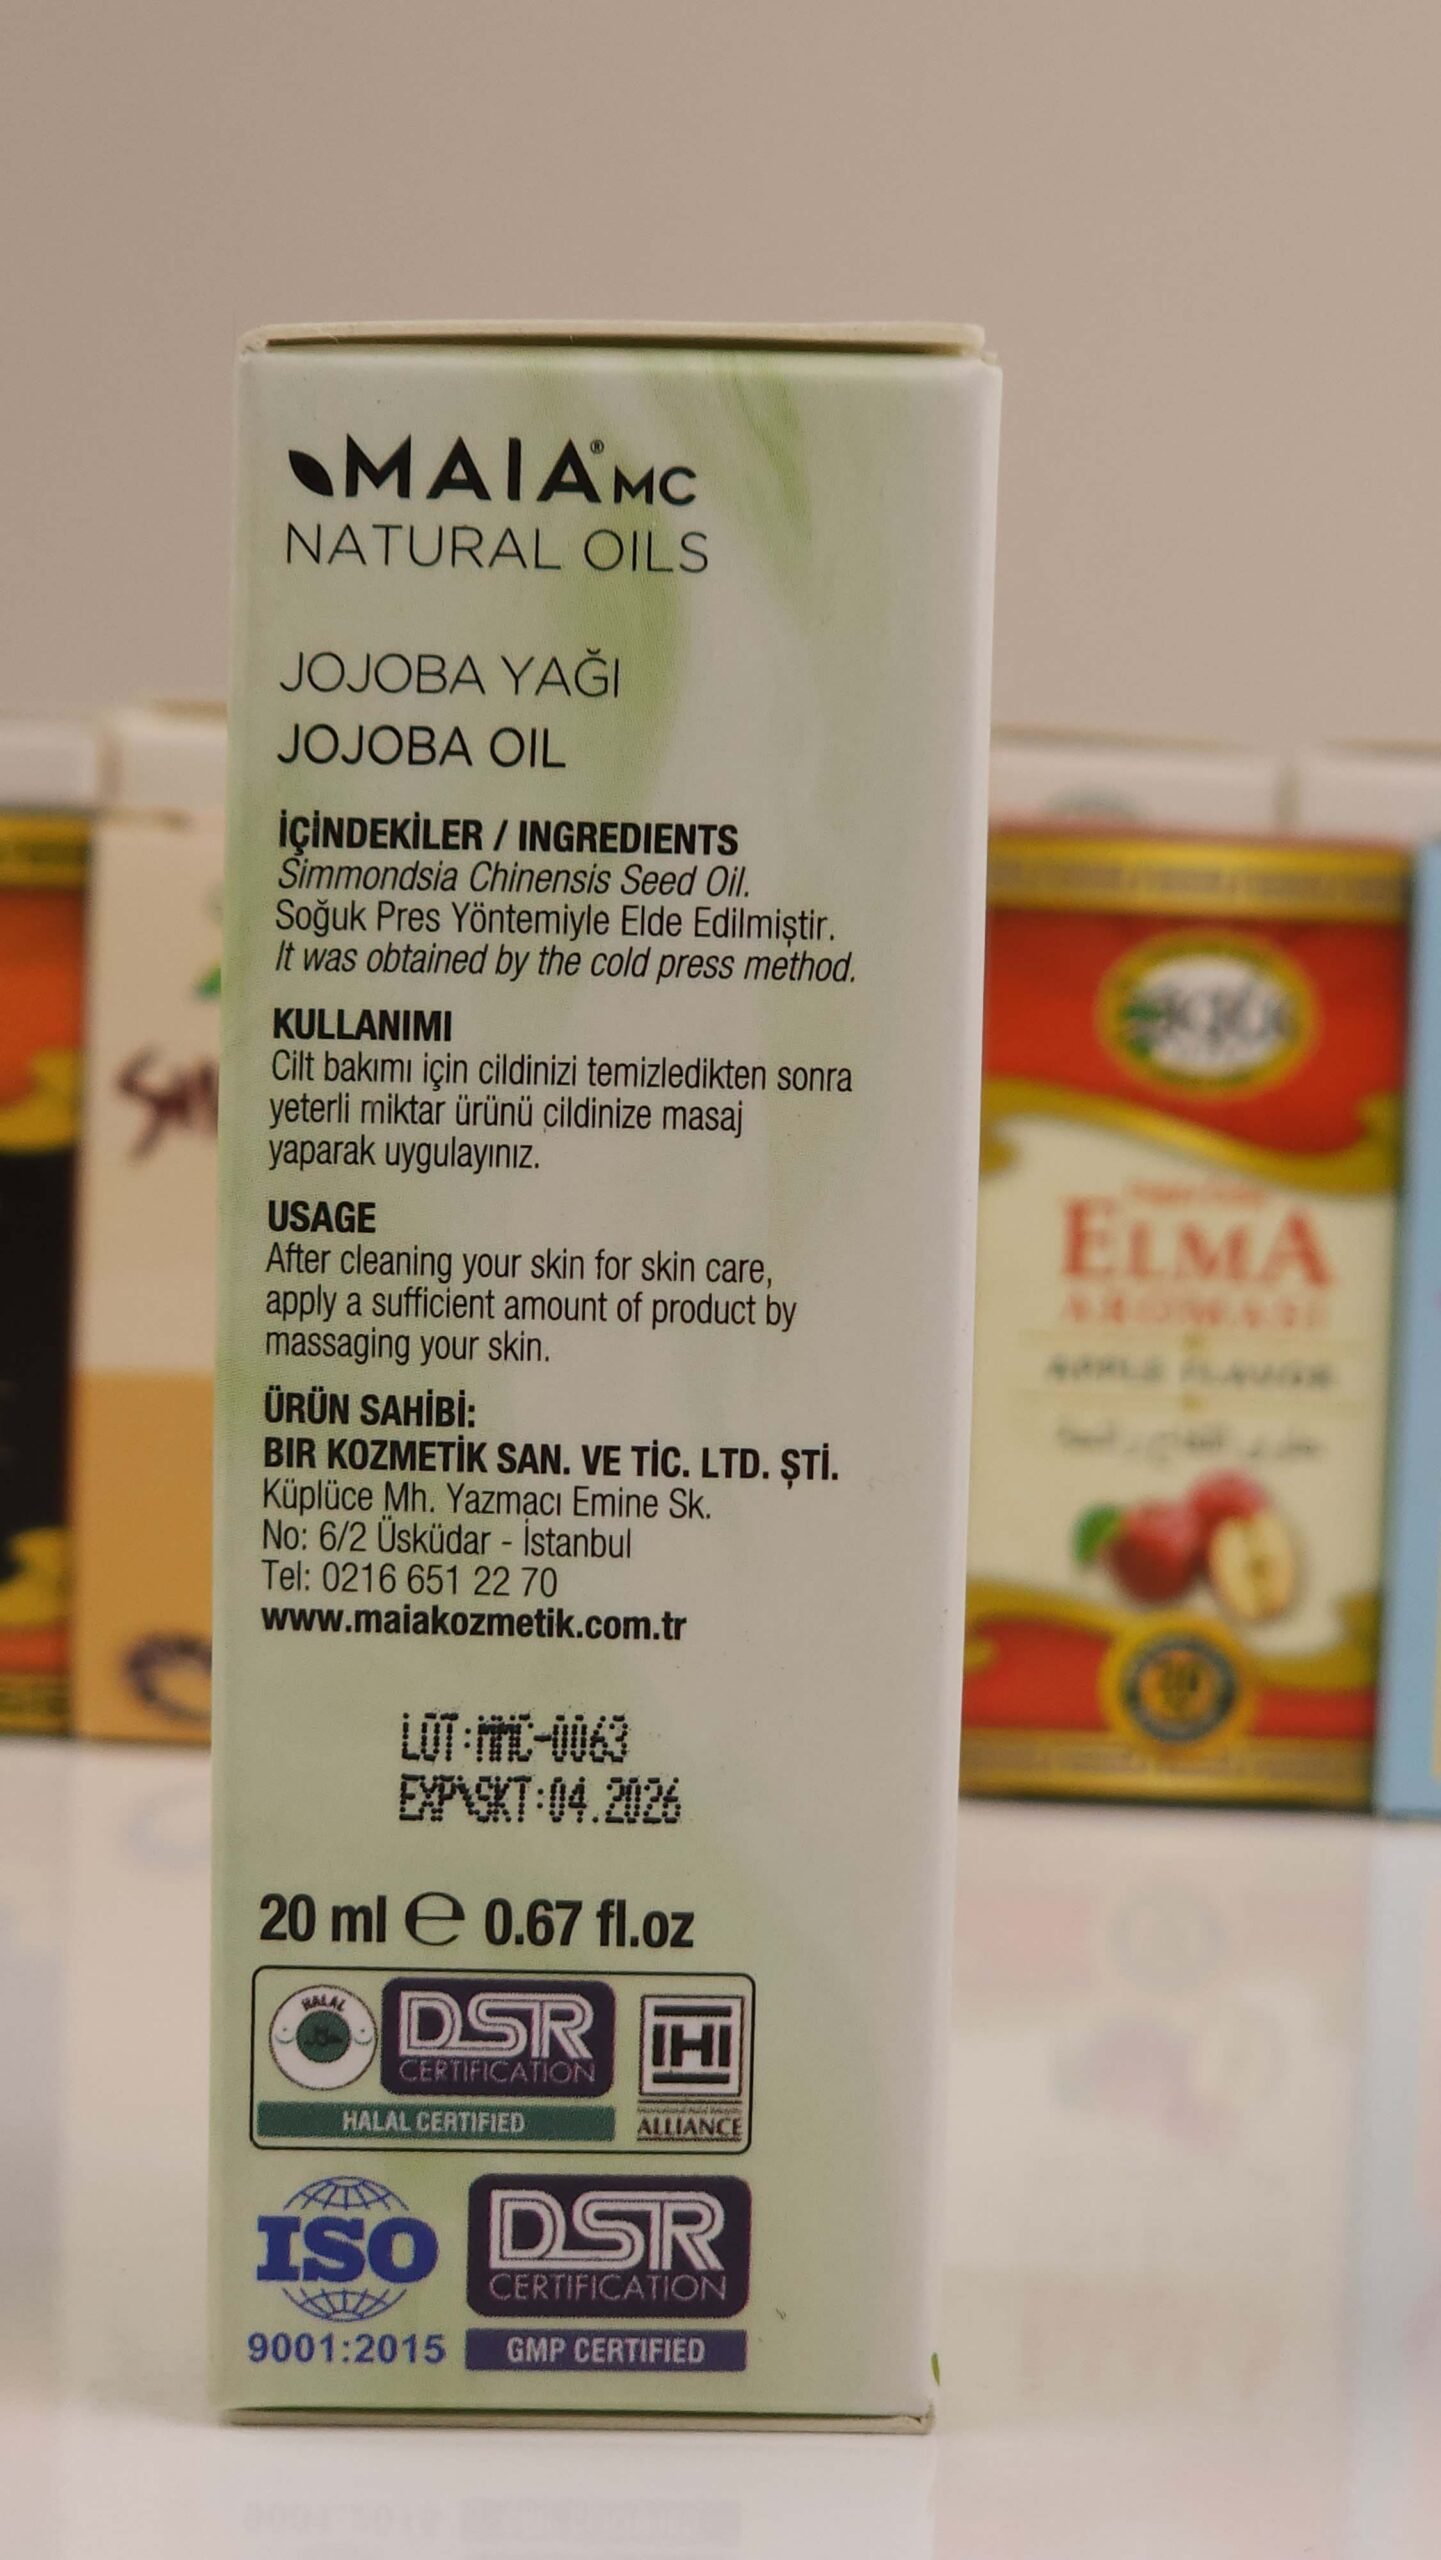 MAIA® MC
NATURAL OILS
JOJOBA YAĞI
JOJOBA OIL
İÇİNDEKİLER / INGREDIENTS
Simmondsia Chinensis Seed Oil.
Soğuk Pres Yöntemiyle Elde Edilmiştir.
It was obtained by the cold press method.
KULLANIMI
Cilt bakımı için cildinizi temizledikten sonra
yeterli miktar ürünü cildinize masaj
yaparak uygulayınız.
USAGE
After cleaning your skin for skin care,
apply a sufficient amount of product by
massaging your skin.
ÜRÜN SAHİBİ:
BIR KOZMETİK SAN. VE TİC. LTD. ŞTİ.
Küplüce Mh. Yazmacı Emine Sk.
No: 6/2 Üsküdar - İstanbul
Tel: 0216 651 22 70
www.maiakozmetik.com.tr
LOT:MMC-0063
EXP\SKT:04.2026
20 ml e 0.67 fl.oz
HALAL
DSR
CERTIFICATION
HALAL CERTIFIED
IHI
ALLIANCE
ISO
9001:2015
DSR
CERTIFICATION
GMP CERTIFIED
ELMA
AROMASI
APPLE FLAVOR